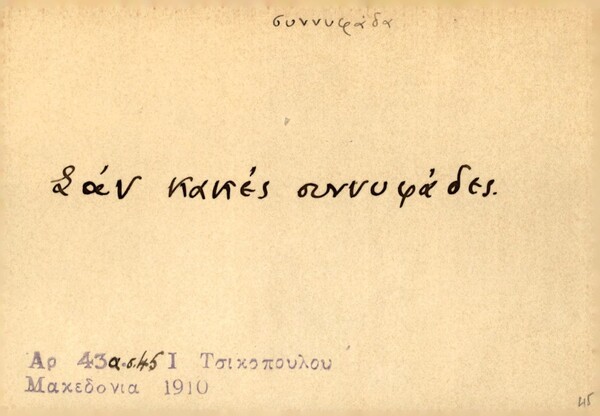 συννυφάδα
Σάν κακές συννυφάδες.
Αρ 43α σ.45 Ι Τσικοπουλου
Μακεδονια 1910
45